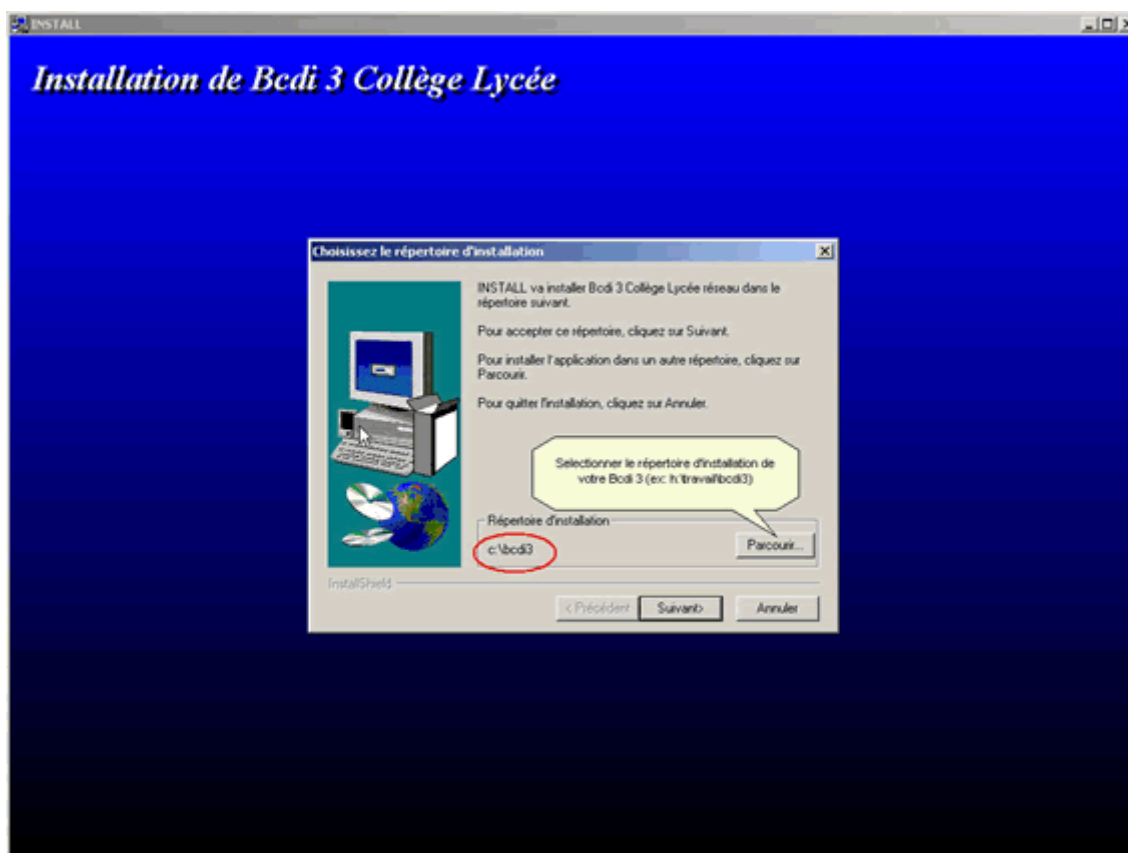 INSTALL
Installation de Bcdi 3 Collège Lycée
Choisissez le répertoire d'installation
INSTALL va installer Bcdi 3 Collège Lycée réseau dans le
répertoire suivant.
Pour accepter ce répertoire, cliquez sur Suivant.
Pour installer l'application dans un autre répertoire, cliquez sur
Parcourir.
Pour quitter l'installation, cliquez sur Annuler.
Selectionner le répertoire d'installation de
votre Bcdi 3 (ex: h:\travail\bcdi3)
Répertoire d'installation
c:\bcdi3
Parcourir...
InstallShield
< Précédent
Suivant>
Annuler